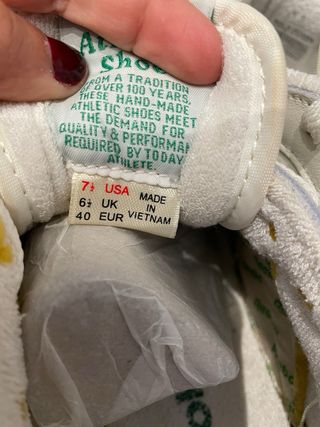 Shoe
FROM A TRADITION
OF OVER 100 YEARS,
THESE HAND-MADE
ATHLETIC SHOES MEET
THE DEMAND FOR
QUALITY & PERFORMAN
REQUIRED BY TODAY
ATHLETE.
7½ USA
6½ UK
40 EUR
MADE
IN
VIETNAM